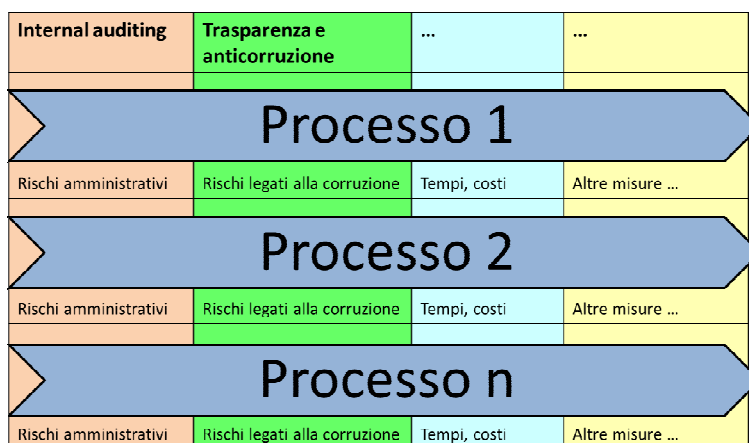 Internal auditing
Trasparenza e
anticorruzione
...
...
Processo 1
Rischi amministrativi
Rischi legati alla corruzione
Tempi, costi
Altre misure ...
Processo 2
Rischi amministrativi
Rischi legati alla corruzione
Tempi, costi
Altre misure ...
Processo n
Rischi amministrativi
Rischi legati alla corruzione
Tempi, costi
Altre misure ...